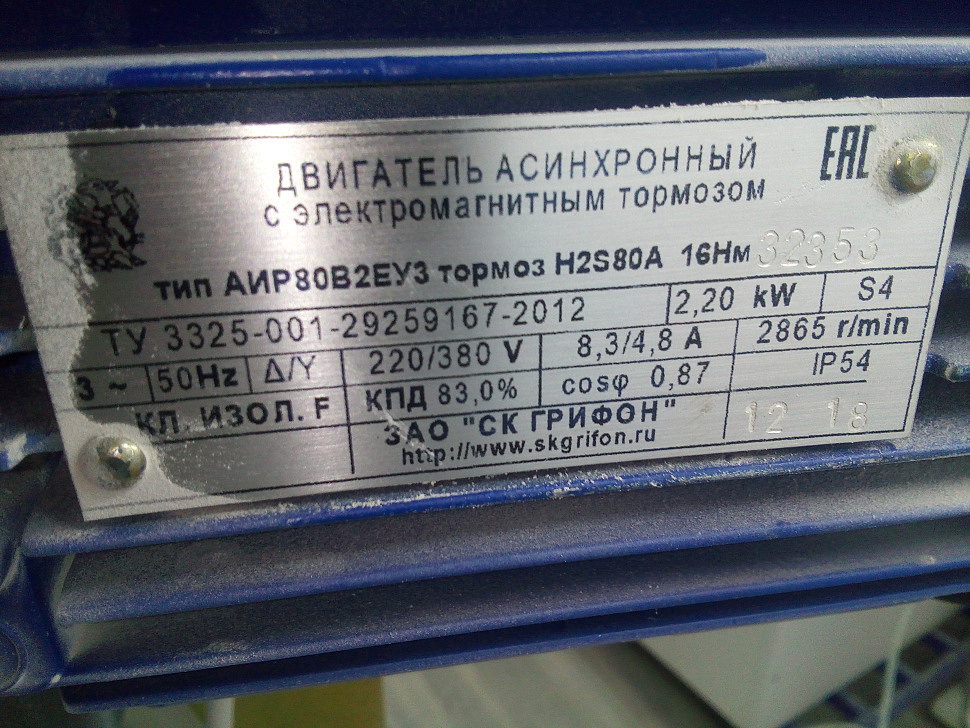 ДВИГАТЕЛЬ АСИНХРОННЫЙ EAC
с электромагнитным тормозом
тип АИР80В2ЕУ3 тормоз H2S80A 16Нм 32353
ТУ 3325-001-29259167-2012 2,20 kW S4
3 ~ 50Hz Δ/Y 220/380 V 8,3/4,8 A 2865 r/min
КЛ. ИЗОЛ. F КПД 83,0% cosφ 0,87 IP54
ЗАО "СК ГРИФОН" 12 18
http://www.skgrifon.ru